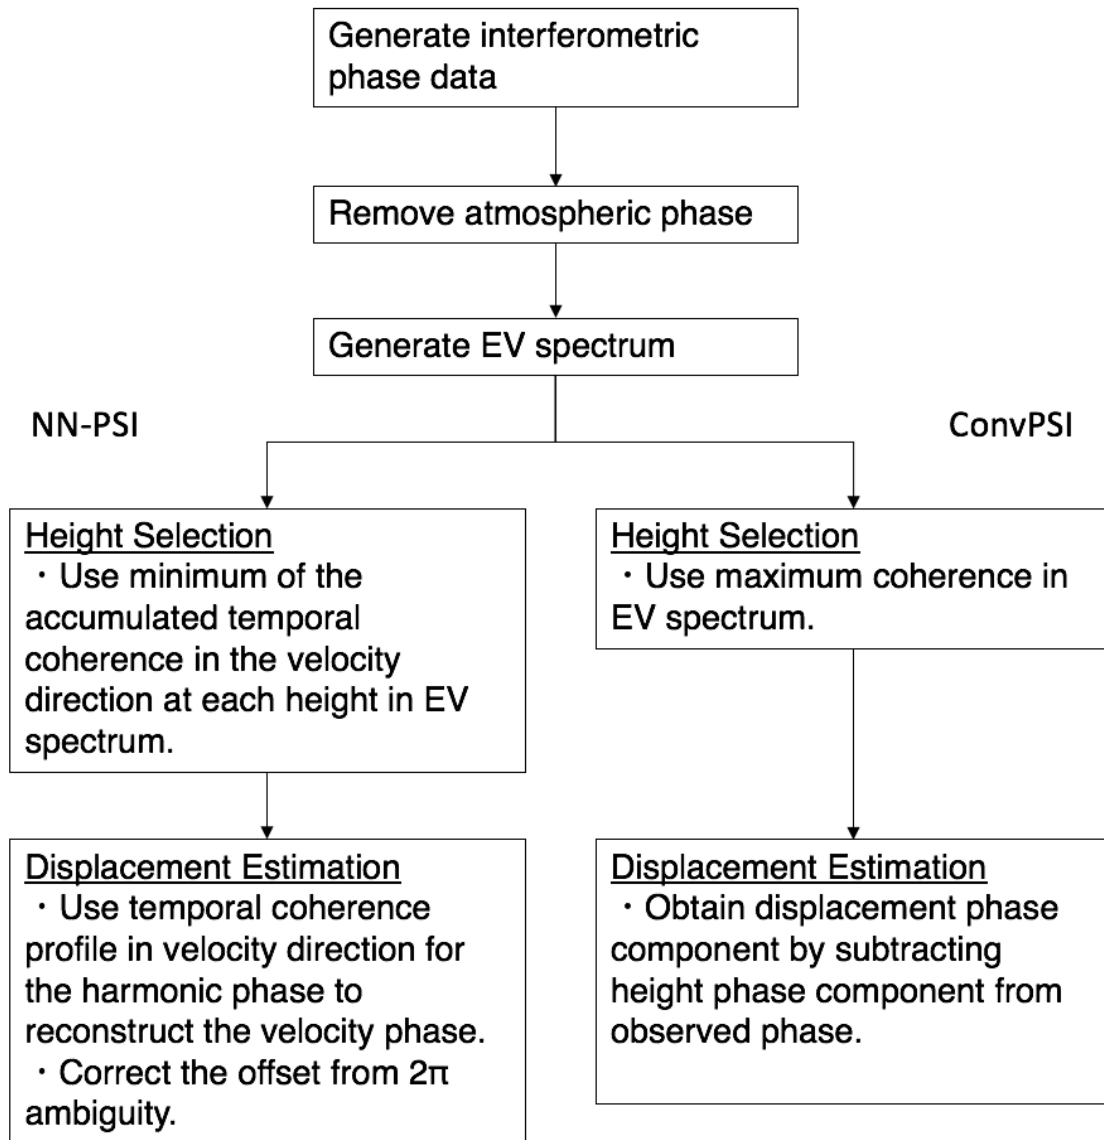 Generate interferometric
phase data
Remove atmospheric phase
Generate EV spectrum
NN-PSI
ConvPSI
Height Selection
・Use minimum of the
accumulated temporal
coherence in the velocity
direction at each height in EV
spectrum.
Height Selection
・Use maximum coherence in
EV spectrum.
Displacement Estimation
・Use temporal coherence
profile in velocity direction for
the harmonic phase to
reconstruct the velocity phase.
・Correct the offset from 2π
ambiguity.
Displacement Estimation
・Obtain displacement phase
component by subtracting
height phase component from
observed phase.